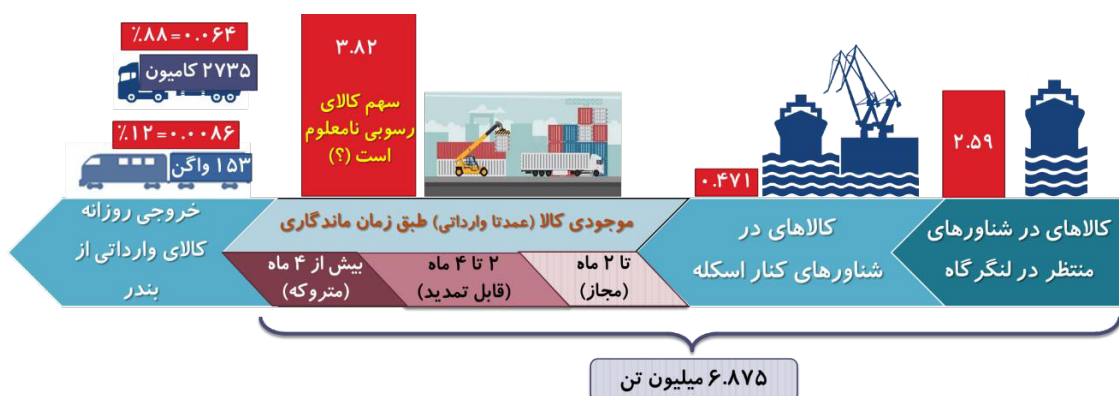 ٪۸۸=۰.۰۶۴
۲۷۳۵ کامیون
٪۱۲=۰.۰۰۸۶
۱۵۳ واگن
۳.۸۲
سهم کالای
رسوبی نامعلوم
است (؟)
۰.۴۷۱
۲.۵۹
کالاهای در شناورهای
منتظر در لنگر گاه
کالاهای در
شناورهای کنار اسکله
موجودی کالا (عمدتا وارداتی) طبق زمان ماندگاری
تا ۲ ماه
(مجاز)
۲ تا ۴ ماه
(قابل تمدید)
بیش از ۴ ماه
(متروکه)
خروجی روزانه
کالای وارداتی از
بندر
۶.۸۷۵ میلیون تن